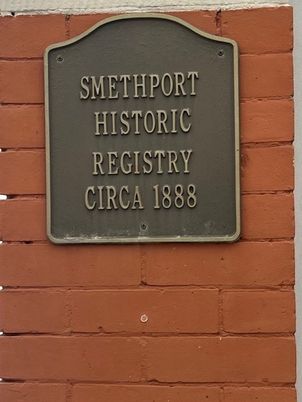 SMETHPORT
HISTORIC
REGISTRY
CIRCA 1888